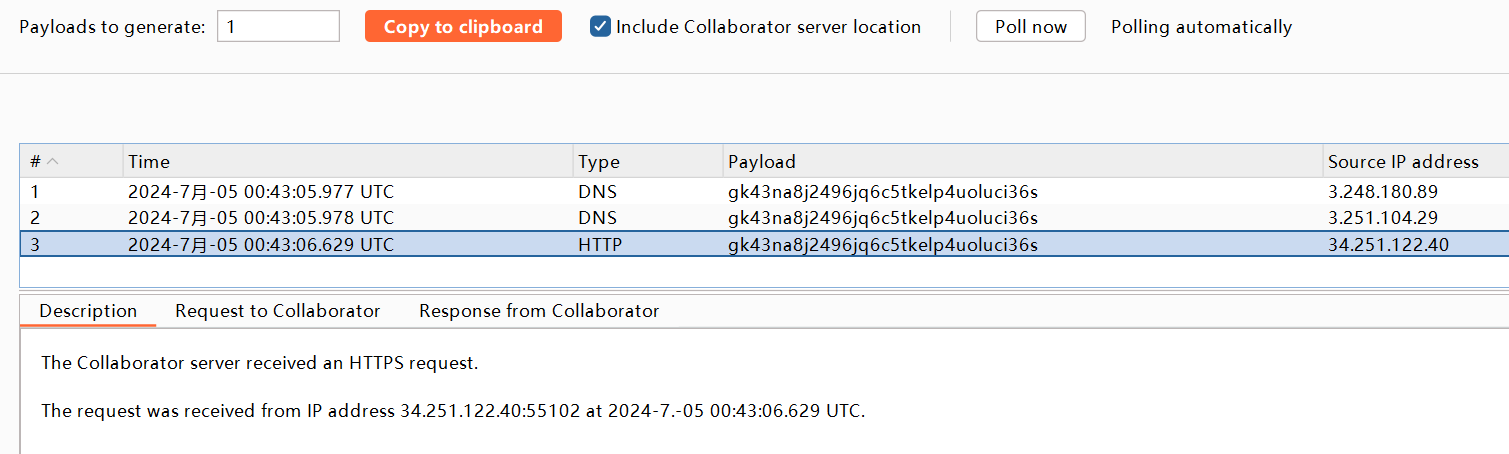 Payloads to generate: 1 Copy to clipboard Include Collaborator server location Poll now Polling automatically
# Time Type Payload Source IP address
1 2024-7月-05 00:43:05.977 UTC DNS gk43na8j2496jq6c5tkelp4uoluci36s 3.248.180.89
2 2024-7月-05 00:43:05.978 UTC DNS gk43na8j2496jq6c5tkelp4uoluci36s 3.251.104.29
3 2024-7月-05 00:43:06.629 UTC HTTP gk43na8j2496jq6c5tkelp4uoluci36s 34.251.122.40
Description Request to Collaborator Response from Collaborator
The Collaborator server received an HTTPS request.
The request was received from IP address 34.251.122.40:55102 at 2024-7.-05 00:43:06.629 UTC.